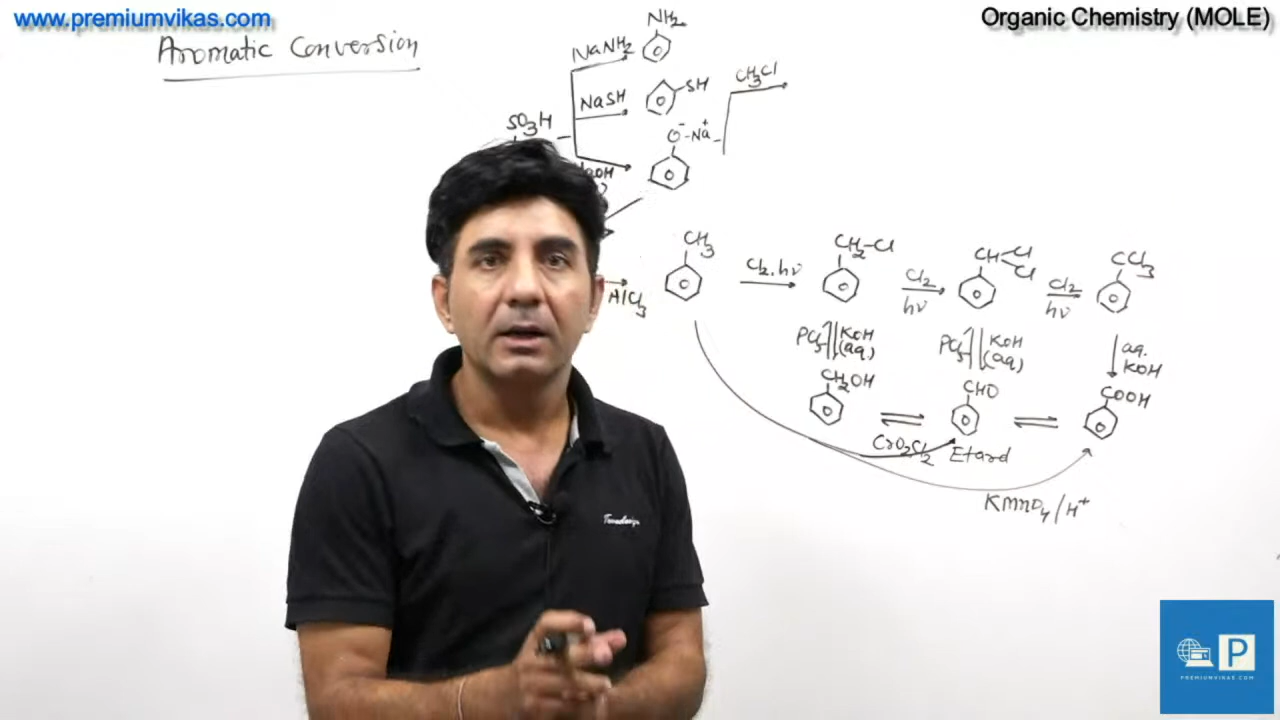 www.premiumvikas.com
Organic Chemistry (MOLE)
Aromatic Conversion
NH2
NaNH2
SH
NaSH
CH3Cl
SO3H
O- Na+
CH3
AlCl3
Cl2, hν
CH2-Cl
Cl2
hν
CH
Cl
Cl
Cl2
hν
CCl3
PCl5
KOH
(aq)
PCl5
KOH
(aq)
aq.
KOH
CH2OH
CHO
COOH
CrO2Cl2
Etard
KMnO4/H+
P
PREMIUMVIKAS.COM